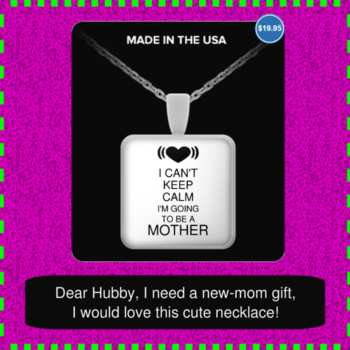 MADE IN THE USA
$19.95
I CAN'T
KEEP
CALM
I'M GOING
TO BE A
MOTHER
Dear Hubby, I need a new-mom gift,
I would love this cute necklace!